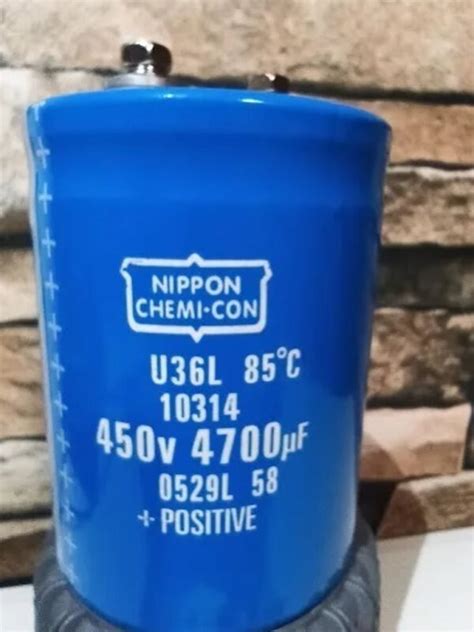 NIPPON
CHEMI-CON
U36L 85°C
10314
450v 4700µF
0529L 58
+ POSITIVE